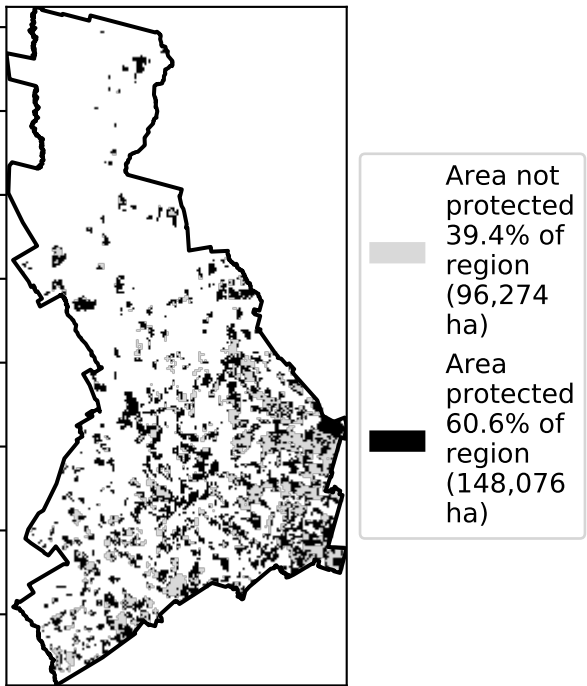 Area not
protected
39.4% of
region
(96,274
ha)
Area
protected
60.6% of
region
(148,076
ha)